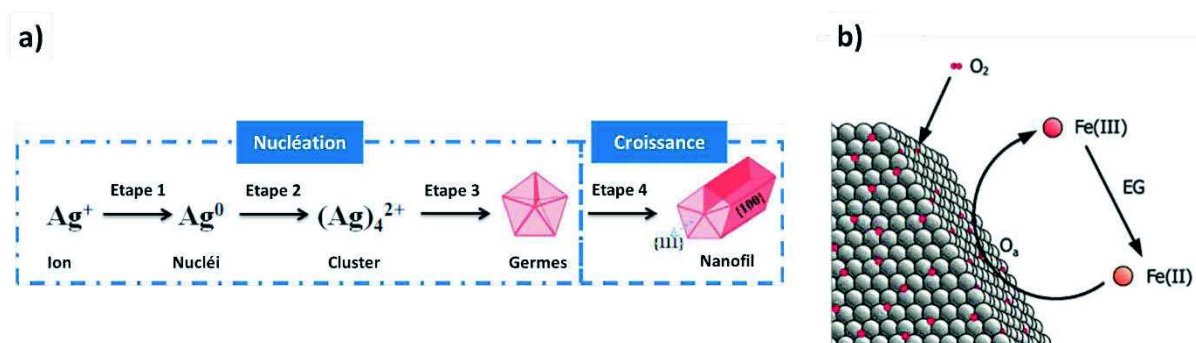 a)
Nucléation
Croissance
Etape 1
Etape 2
Etape 3
Etape 4
Ag⁺
Ag⁰
(Ag)₄²⁺
{100}
{111}
Ion
Nucléi
Cluster
Germes
Nanofil
b)
O₂
Fe(III)
EG
Oₐ
Fe(II)